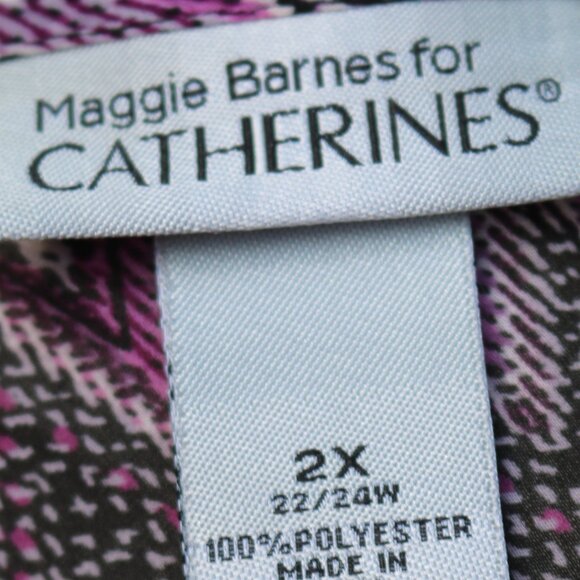 Maggie Barnes for
CATHERINES®
2X
22/24W
100%POLYESTER
MADE IN